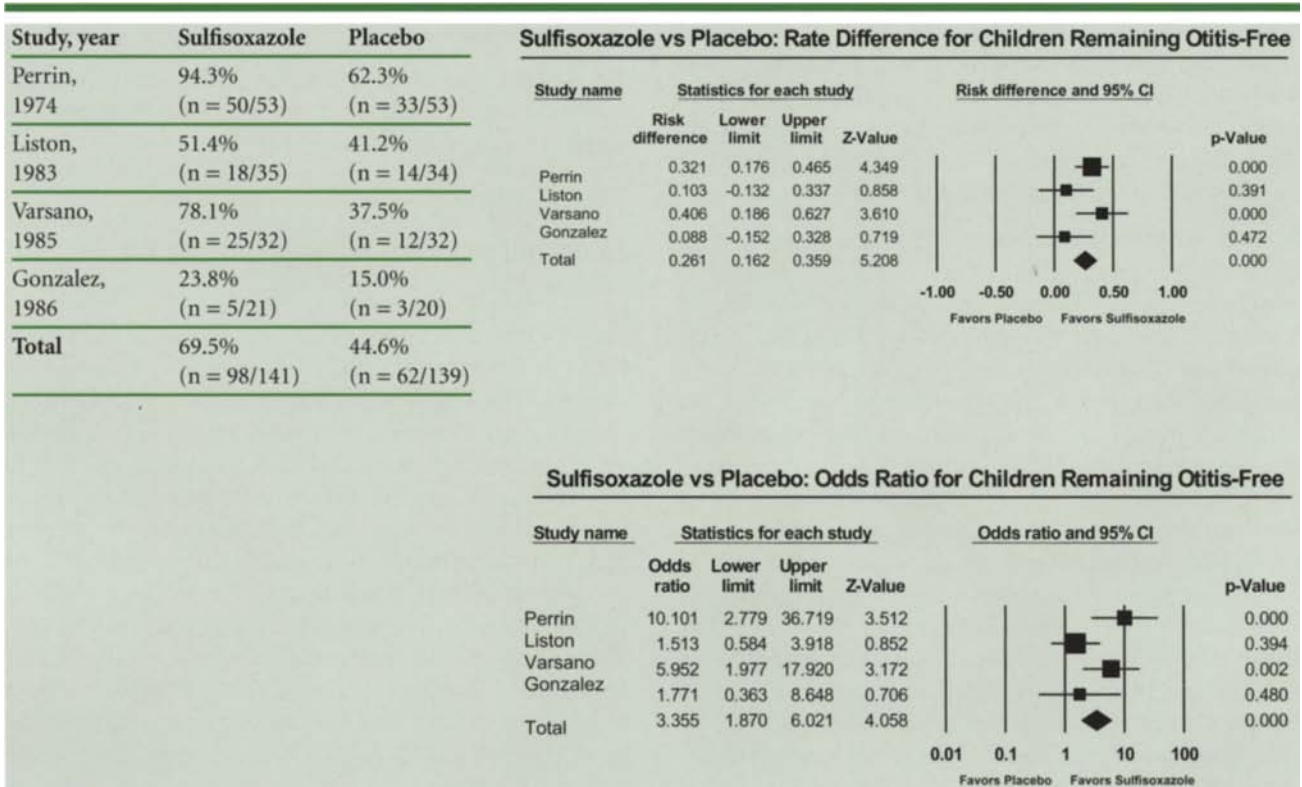 Study, year Sulfisoxazole Placebo
Perrin, 94.3% 62.3%
1974 (n = 50/53) (n = 33/53)
Liston, 51.4% 41.2%
1983 (n = 18/35) (n = 14/34)
Varsano, 78.1% 37.5%
1985 (n = 25/32) (n = 12/32)
Gonzalez, 23.8% 15.0%
1986 (n = 5/21) (n = 3/20)
Total 69.5% 44.6%
(n = 98/141) (n = 62/139)
Sulfisoxazole vs Placebo: Rate Difference for Children Remaining Otitis-Free
Study name Statistics for each study Risk difference and 95% CI
Risk Lower Upper
difference limit limit Z-Value p-Value
Perrin 0.321 0.176 0.465 4.349 0.000
Liston 0.103 -0.132 0.337 0.858 0.391
Varsano 0.406 0.186 0.627 3.610 0.000
Gonzalez 0.088 -0.152 0.328 0.719 0.472
Total 0.261 0.162 0.359 5.208 0.000
-1.00 -0.50 0.00 0.50 1.00
Favors Placebo Favors Sulfisoxazole
Sulfisoxazole vs Placebo: Odds Ratio for Children Remaining Otitis-Free
Study name Statistics for each study Odds ratio and 95% CI
Odds Lower Upper
ratio limit limit Z-Value p-Value
Perrin 10.101 2.779 36.719 3.512 0.000
Liston 1.513 0.584 3.918 0.852 0.394
Varsano 5.952 1.977 17.920 3.172 0.002
Gonzalez 1.771 0.363 8.648 0.706 0.480
Total 3.355 1.870 6.021 4.058 0.000
0.01 0.1 1 10 100
Favors Placebo Favors Sulfisoxazole